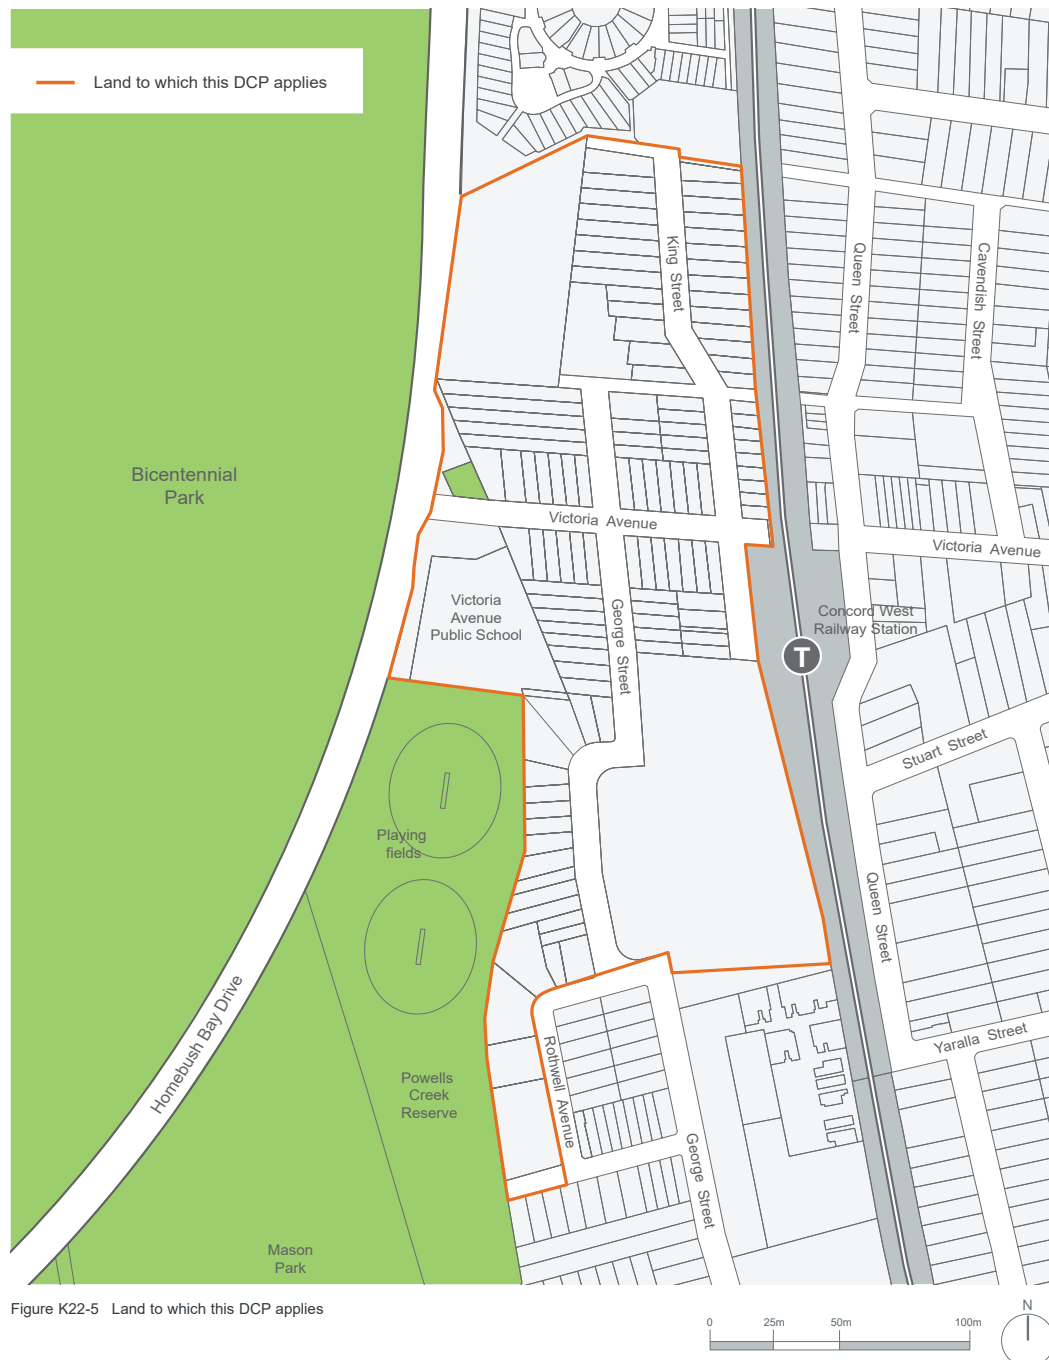 Land to which this DCP applies
King Street
Queen Street
Cavendish Street
Bicentennial
Park
Victoria Avenue
Victoria Avenue
Victoria
Avenue
Public School
George Street
Concord West
Railway Station
T
Stuart Street
Playing
fields
Queen Street
Homebush Bay Drive
Yaralla Street
Rothwell Avenue
Powells
Creek
Reserve
George Street
Mason
Park
Figure K22-5 Land to which this DCP applies
0 25m 50m 100m
N